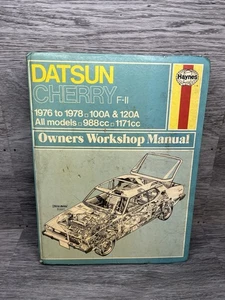 Haynes
DATSUN
CHERRY F-II
1976 to 1978 □ 100A & 120A
All models □ 988cc □ 1171cc
Owners Workshop Manual